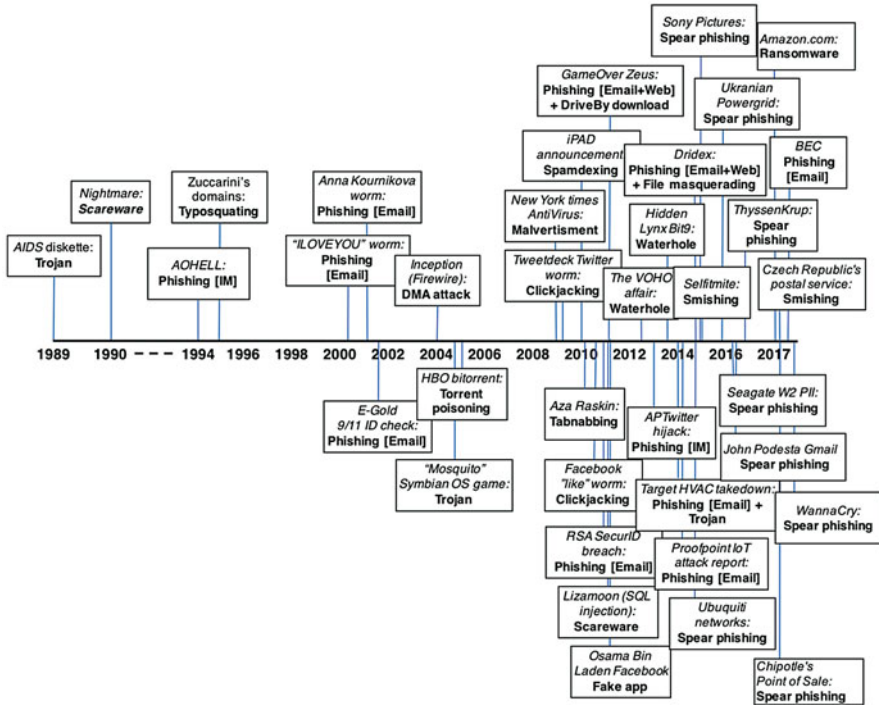 Sony Pictures:
Spear phishing
Amazon.com:
Ransomware
GameOver Zeus:
Phishing [Email+Web]
+ DriveBy download
Ukranian
Powergrid:
Spear phishing
iPAD
announcement:
Spamdexing
Dridex:
Phishing [Email+Web]
+ File masquerading
BEC
Phishing
[Email]
Nightmare:
Scareware
Zuccarini's
domains:
Typosquating
Anna Kournikova
worm:
Phishing [Email]
New York times
AntiVirus:
Malvertisment
Hidden
Lynx Bit9:
Waterhole
ThyssenKrup:
Spear
phishing
AIDS diskette:
Trojan
AOHELL:
Phishing [IM]
"ILOVEYOU" worm:
Phishing
[Email]
Inception
(Firewire):
DMA attack
Tweetdeck Twitter
worm:
Clickjacking
The VOHO
affair:
Waterhole
Selfitmite:
Smishing
Czech Republic's
postal service:
Smishing
1989 1990 1994 1996 1998 2000 2002 2004 2006 2008 2010 2012 2014 2016 2017
HBO bitorrent:
Torrent
poisoning
E-Gold
9/11 ID check:
Phishing [Email]
"Mosquito"
Symbian OS game:
Trojan
Aza Raskin:
Tabnabbing
APTwitter
hijack:
Phishing [IM]
Seagate W2 PII:
Spear phishing
John Podesta Gmail
Spear phishing
Facebook
"like" worm:
Clickjacking
Target HVAC takedown:
Phishing [Email] +
Trojan
WannaCry:
Spear phishing
RSA SecurID
breach:
Phishing [Email]
Proofpoint IoT
attack report:
Phishing [Email]
Lizamoon (SQL
injection):
Scareware
Ubuquiti
networks:
Spear phishing
Osama Bin
Laden Facebook
Fake app
Chipotle's
Point of Sale:
Spear phishing